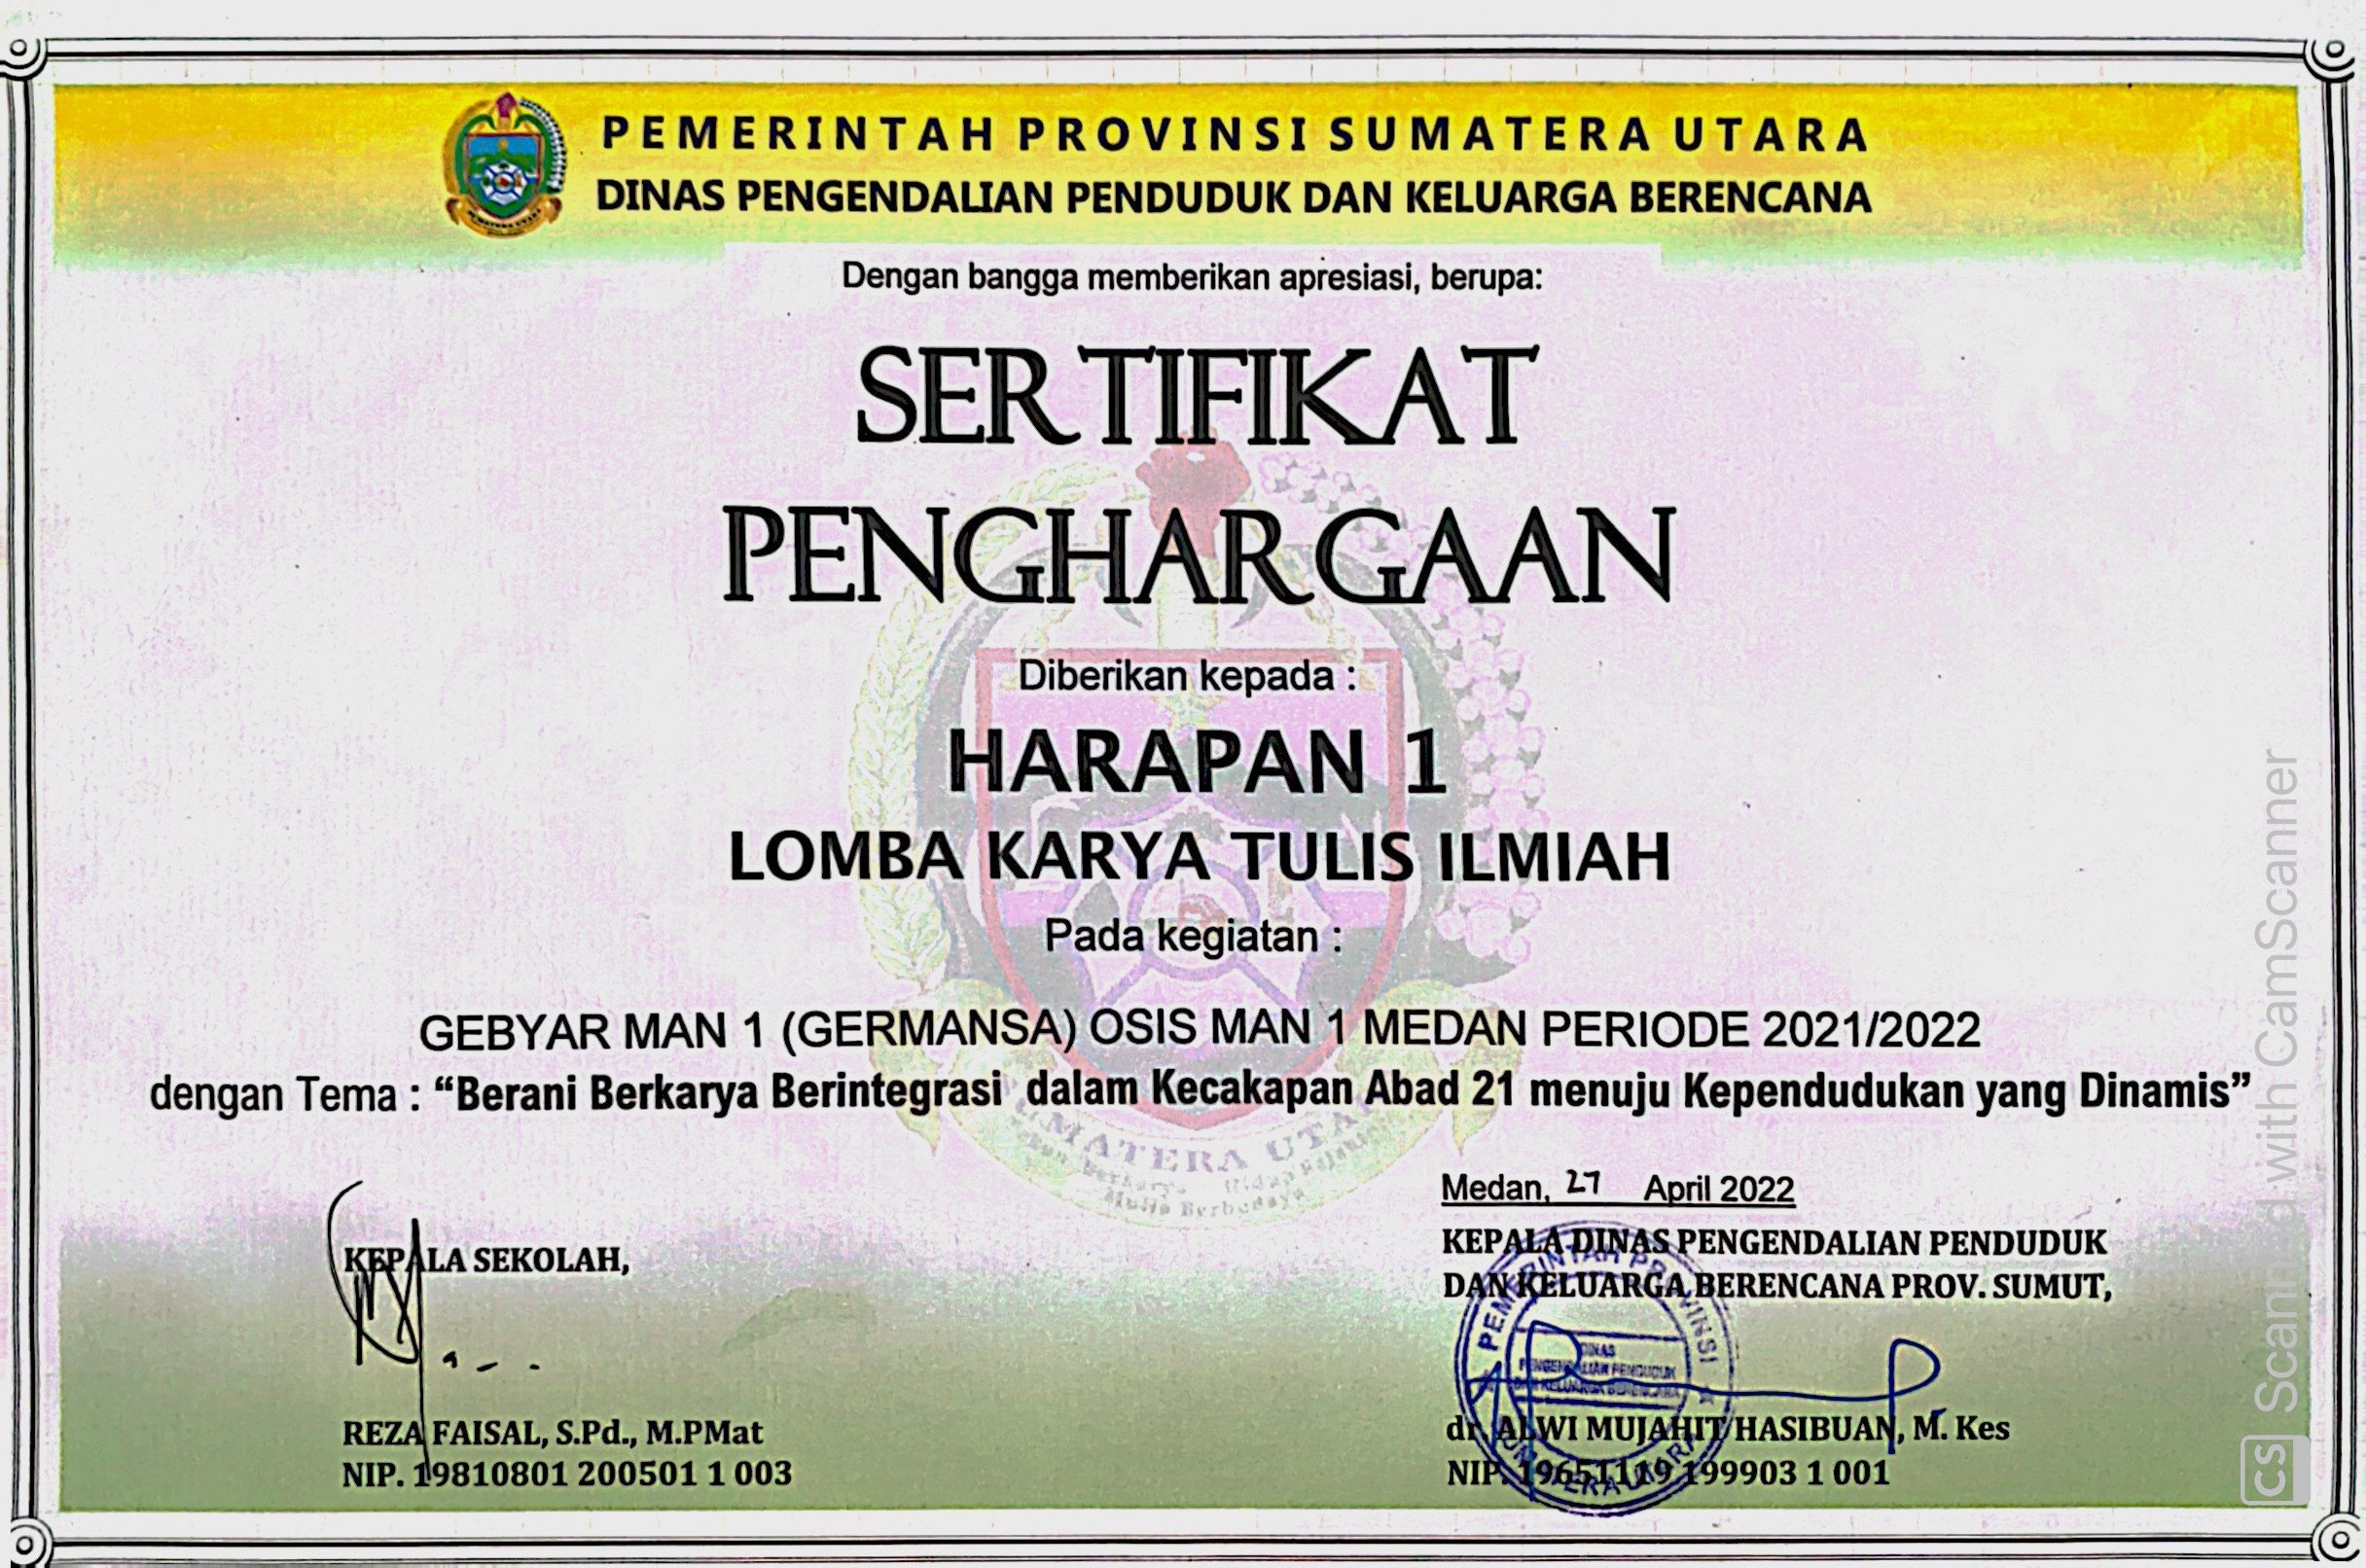 PEMERINTAH PROVINSI SUMATERA UTARA
DINAS PENGENDALIAN PENDUDUK DAN KELUARGA BERENCANA
Dengan bangga memberikan apresiasi, berupa:
SERTIFIKAT
PENGHARGAAN
Diberikan kepada :
HARAPAN 1
LOMBA KARYA TULIS ILMIAH
Pada kegiatan :
GEBYAR MAN 1 (GERMANSA) OSIS MAN 1 MEDAN PERIODE 2021/2022
dengan Tema : “Berani Berkarya Berintegrasi dalam Kecakapan Abad 21 menuju Kependudukan yang Dinamis”
SUMATERA UTARA
Medan, 27 April 2022
KEPALA SEKOLAH,
REZA FAISAL, S.Pd., M.PMat
NIP. 19810801 200501 1 003
KEPALA DINAS PENGENDALIAN PENDUDUK
DAN KELUARGA BERENCANA PROV. SUMUT,
PEMERINTAH PROVINSI
DINAS
PENGENDALIAN PENDUDUK
DAN KELUARGA BERENCANA
SUMATERA UTARA
dr. ALWI MUJAHIT HASIBUAN, M. Kes
NIP. 19651119 199903 1 001
CS Scanned with CamScanner